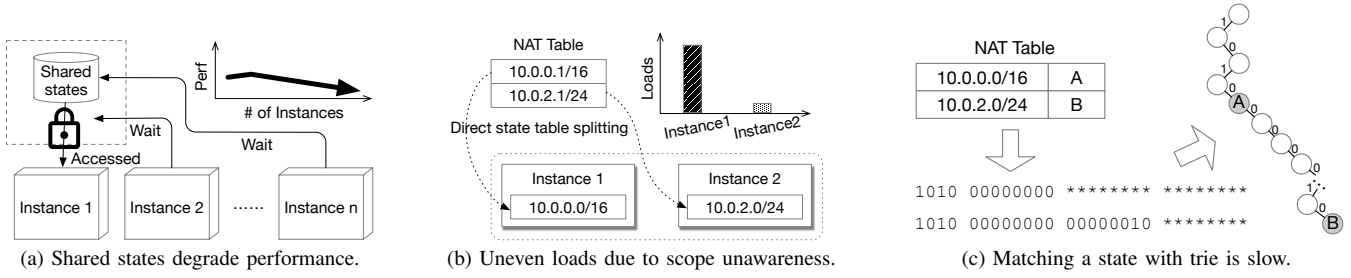 Shared
states
Perf
# of Instances
Wait
Wait
Accessed
Instance 1
Instance 2
......
Instance n
(a) Shared states degrade performance.
NAT Table
10.0.0.1/16
10.0.2.1/24
Loads
Instance1
Instance2
Direct state table splitting
Instance 1
10.0.0.0/16
Instance 2
10.0.2.0/24
(b) Uneven loads due to scope unawareness.
NAT Table
10.0.0.0/16 A
10.0.2.0/24 B
1010 00000000 ******** ********
1010 00000000 00000010 ********
1
0
1
0
A
0
0
0
0
1
0
B
(c) Matching a state with trie is slow.